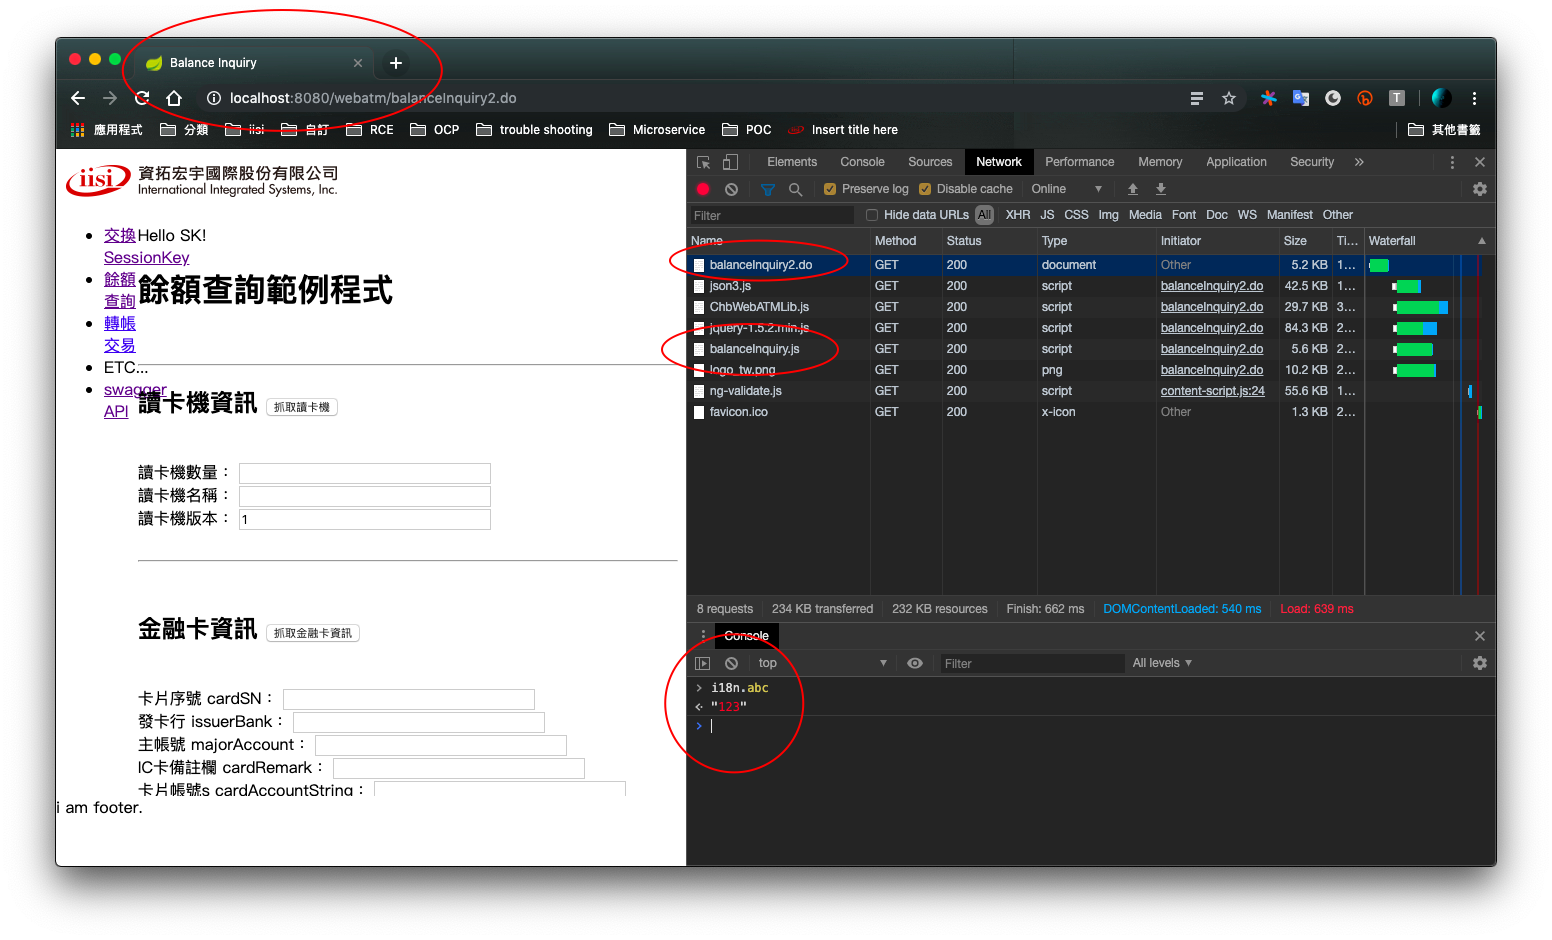 Balance Inquiry
localhost:8080/webatm/balanceInquiry2.do
應用程式 分類 iisi 自訂 RCE OCP trouble shooting Microservice POC Insert title here 其他書籤
iisi 資拓宏宇國際股份有限公司
International Integrated Systems, Inc.
交換
SessionKey
餘額
查詢
轉帳
交易
ETC...
swagger
API
Hello SK!
餘額查詢範例程式
讀卡機資訊 抓取讀卡機
讀卡機數量：
讀卡機名稱：
讀卡機版本： 1
金融卡資訊 抓取金融卡資訊
卡片序號 cardSN：
發卡行 issuerBank：
主帳號 majorAccount：
IC卡備註欄 cardRemark：
卡片帳號s cardAccountString：
i am footer.
Elements Console Sources Network Performance Memory Application Security »
Preserve log Disable cache Online
Filter Hide data URLs All XHR JS CSS Img Media Font Doc WS Manifest Other
Name Method Status Type Initiator Size Ti... Waterfall
balanceInquiry2.do GET 200 document Other 5.2 KB 1...
json3.js GET 200 script balanceInquiry2.do 42.5 KB 1...
ChbWebATMLib.js GET 200 script balanceInquiry2.do 29.7 KB 3...
jquery-1.5.2.min.js GET 200 script balanceInquiry2.do 84.3 KB 2...
balanceInquiry.js GET 200 script balanceInquiry2.do 5.6 KB 2...
logo_tw.png GET 200 png balanceInquiry2.do 10.2 KB 2...
ng-validate.js GET 200 script content-script.js:24 55.6 KB 1...
favicon.ico GET 200 x-icon Other 1.3 KB 2...
8 requests 234 KB transferred 232 KB resources Finish: 662 ms DOMContentLoaded: 540 ms Load: 639 ms
Console
top Filter All levels
> i18n.abc
"123"
>